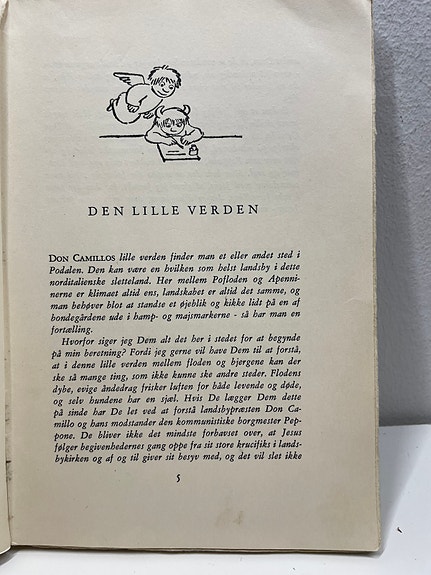 DEN LILLE VERDEN
DON CAMILLOS lille verden finder man et eller andet sted i
Podalen. Den kan være en hvilken som helst landsby i dette
norditalienske sletteland. Her mellem Pofloden og Apenni-
nerne er klimaet altid ens, landskabet er altid det samme, og
man behøver blot at standse et øjeblik og kikke lidt på en af
bondegårdene ude i hamp- og majsmarkerne - så har man en
fortælling.
Hvorfor siger jeg Dem alt det her i stedet for at begynde
på min beretning? Fordi jeg gerne vil have Dem til at forstå,
at i denne lille verden mellem floden og bjergene kan der
ske så mange ting, som ikke kunne ske andre steder. Flodens
dybe, evige åndedrag frisker luften for både levende og døde,
og selv hundene har en sjæl. Hvis De lægger Dem dette
på sinde har De let ved at forstå landsbypræsten Don Ca-
millo og hans modstander den kommunistiske borgmester Pep-
pone. De bliver ikke det mindste forbavset over, at Jesus
følger begivenhedernes gang oppe fra sit store krucifiks i lands-
bykirken og af og til giver sit besyv med, og det vil slet ikke
5